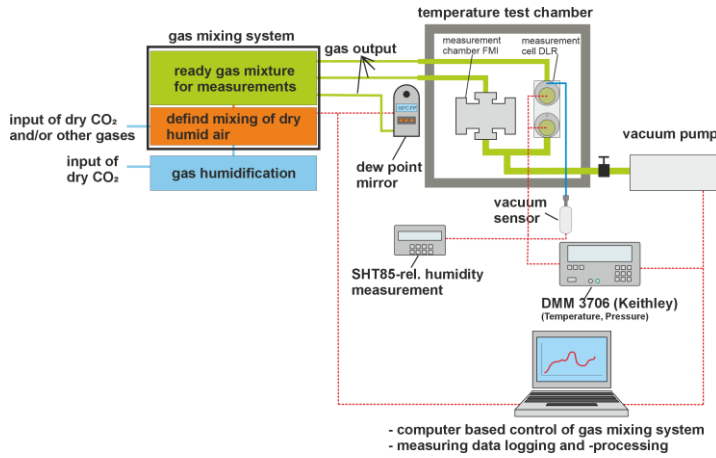 temperature test chamber
gas mixing system
gas output
measurement
chamber FMI
measurement
cell DLR
ready gas mixture
for measurements
input of dry CO₂
and/or other gases
defind mixing of dry
humid air
input of
dry CO₂
gas humidification
dew point
mirror
vacuum pump
vacuum
sensor
SHT85-rel. humidity
measurement
DMM 3706 (Keithley)
(Temperature, Pressure)
- computer based control of gas mixing system
- measuring data logging and -processing